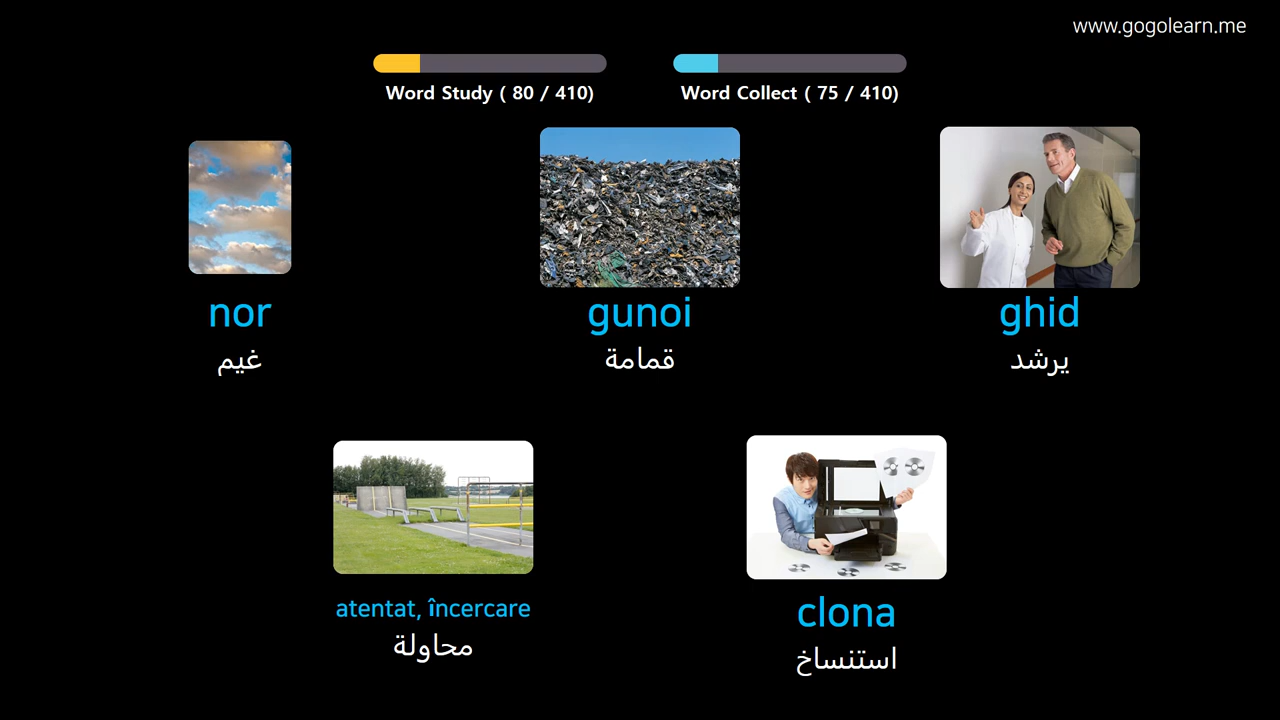 www.gogolearn.me
Word Study ( 80 / 410)
Word Collect ( 75 / 410)
nor
غيم
gunoi
قمامة
ghid
يرشد
atentat, încercare
محاولة
clona
استنساخ